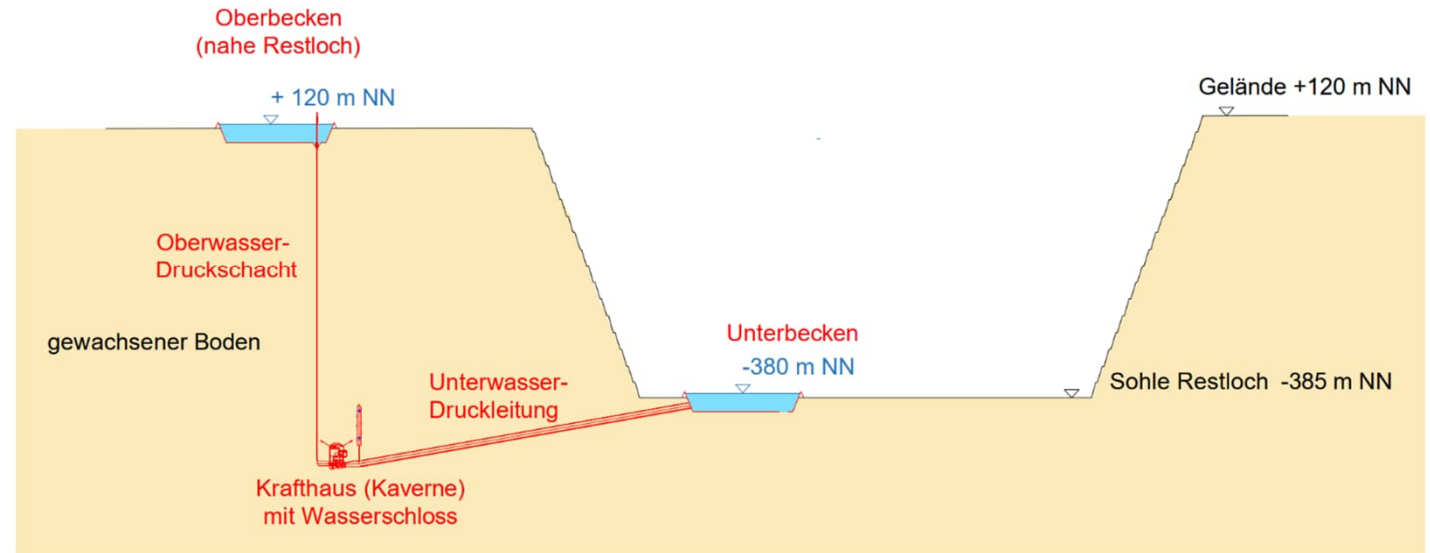 Oberbecken
(nahe Restloch)
+ 120 m NN
Gelände +120 m NN
Oberwasser-
Druckschacht
gewachsener Boden
Unterbecken
-380 m NN
Unterwasser-
Druckleitung
Sohle Restloch -385 m NN
Krafthaus (Kaverne)
mit Wasserschloss